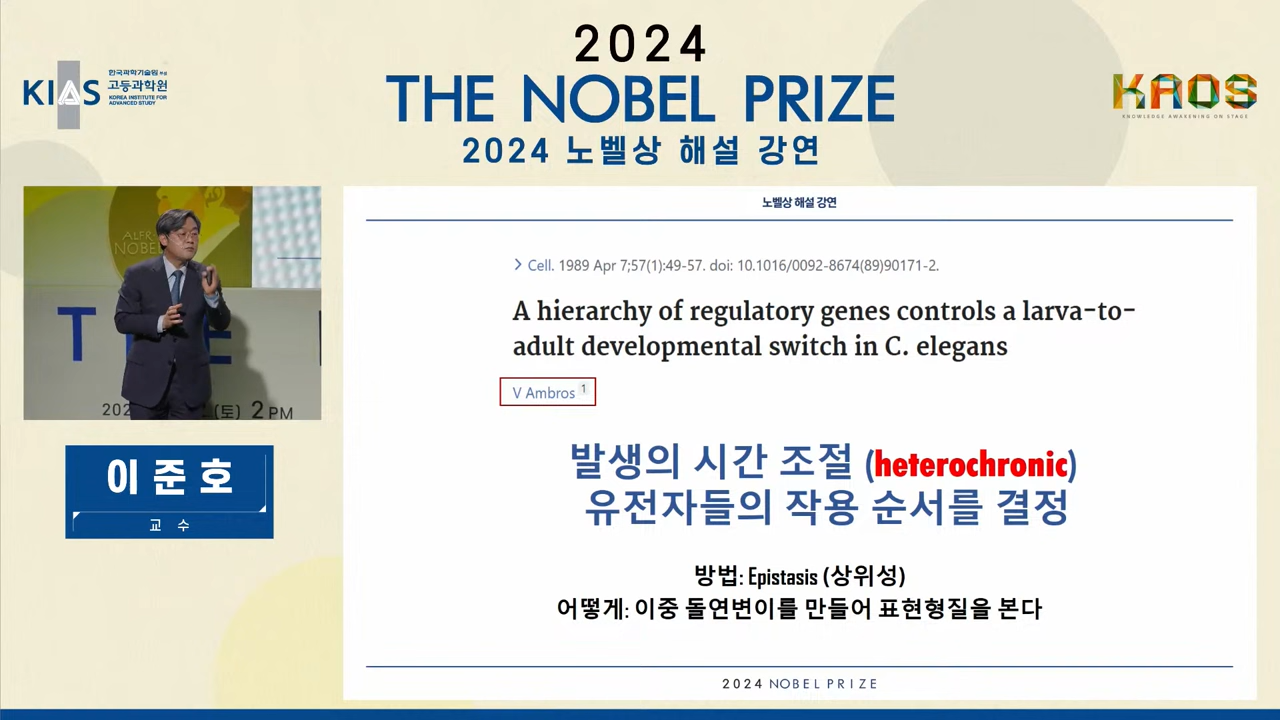 2024
THE NOBEL PRIZE
2024 노벨상 해설 강연
KIAS
한국과학기술원 부설
고등과학원
KOREA INSTITUTE FOR
ADVANCED STUDY
KAOS
KNOWLEDGE AWAKENING ON STAGE
ALFR
NOBEL
T E
(토) 2 PM
이준호
교 수
노벨상 해설 강연
> Cell. 1989 Apr 7;57(1):49-57. doi: 10.1016/0092-8674(89)90171-2.
A hierarchy of regulatory genes controls a larva-to-
adult developmental switch in C. elegans
V Ambros 1
발생의 시간 조절 (heterochronic)
유전자들의 작용 순서를 결정
방법: Epistasis (상위성)
어떻게: 이중 돌연변이를 만들어 표현형질을 본다
2024 NOBEL PRIZE